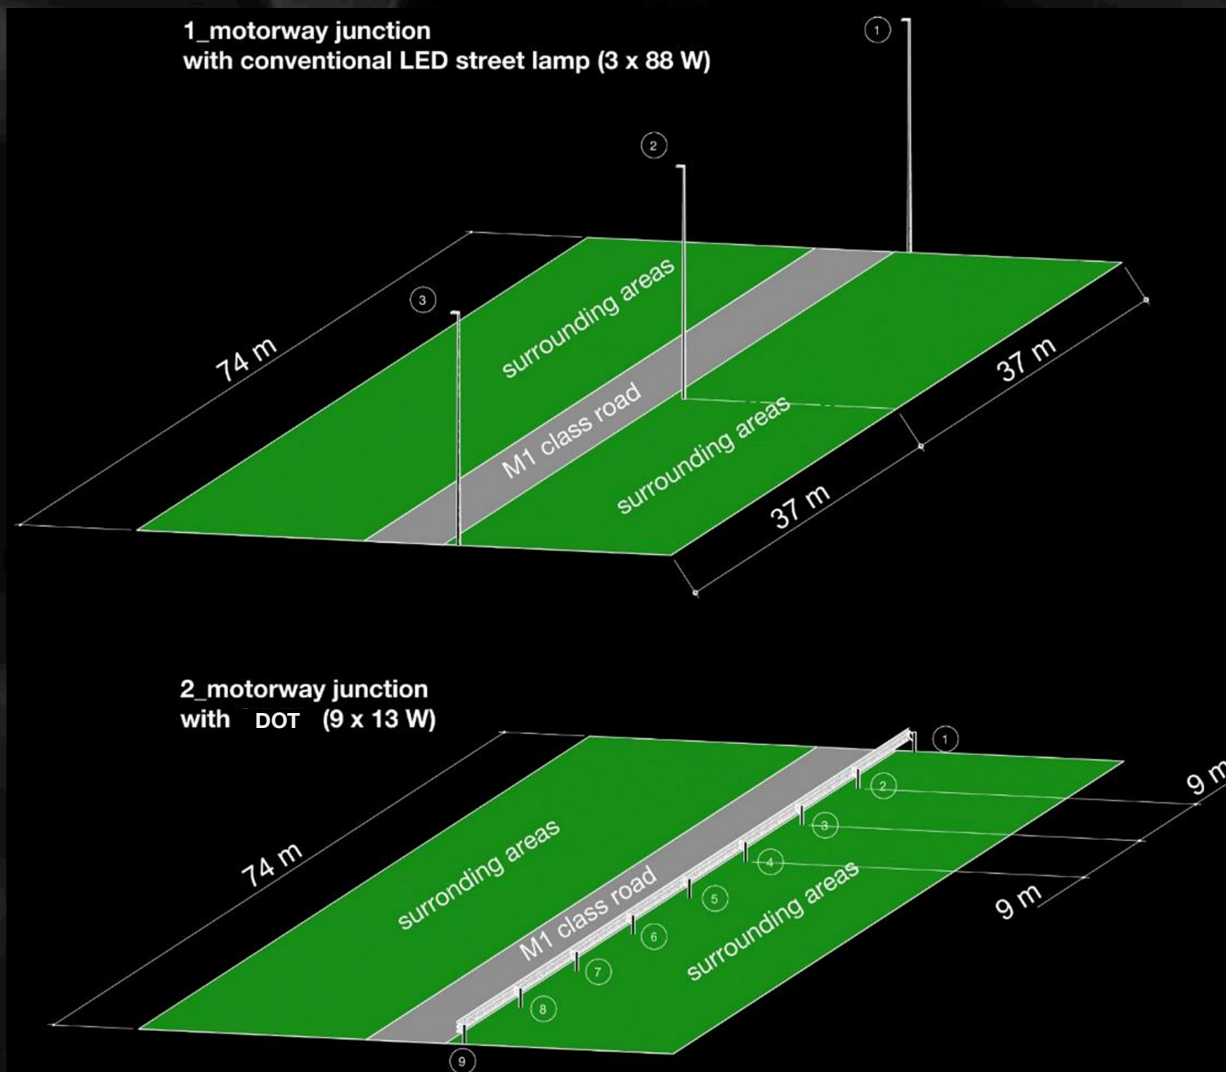 1_motorway junction
with conventional LED street lamp (3 x 88 W)
1
2
3
surrounding areas
74 m
M1 class road
37 m
surrounding areas
37 m
2_motorway junction
with DOT (9 x 13 W)
1
2
9 m
3
surronding areas
74 m
4
M1 class road
5
surrounding areas
9 m
6
7
8
9